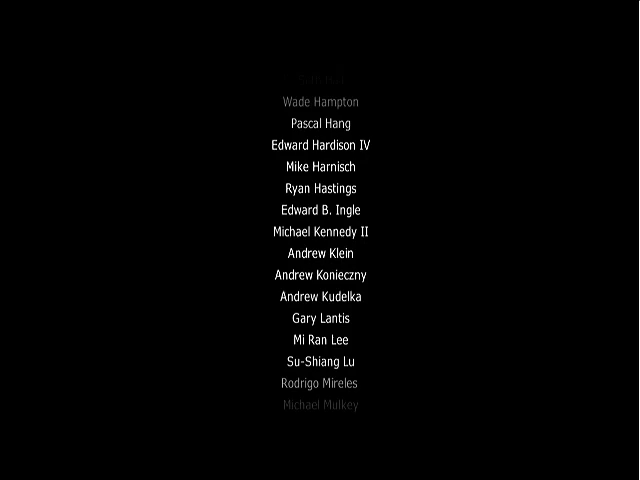 Wade Hampton
Pascal Hang
Edward Hardison IV
Mike Harnisch
Ryan Hastings
Edward B. Ingle
Michael Kennedy II
Andrew Klein
Andrew Konieczny
Andrew Kudelka
Gary Lantis
Mi Ran Lee
Su-Shiang Lu
Rodrigo Mireles
Michael Mulkey